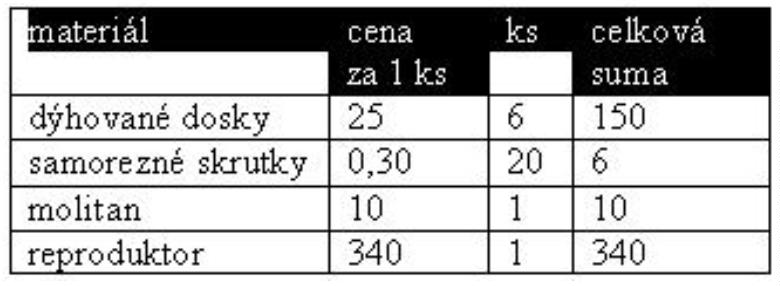 materiál cena ks celková
za 1 ks suma
dýhované dosky 25 6 150
samorezné skrutky 0,30 20 6
molitan 10 1 10
reproduktor 340 1 340